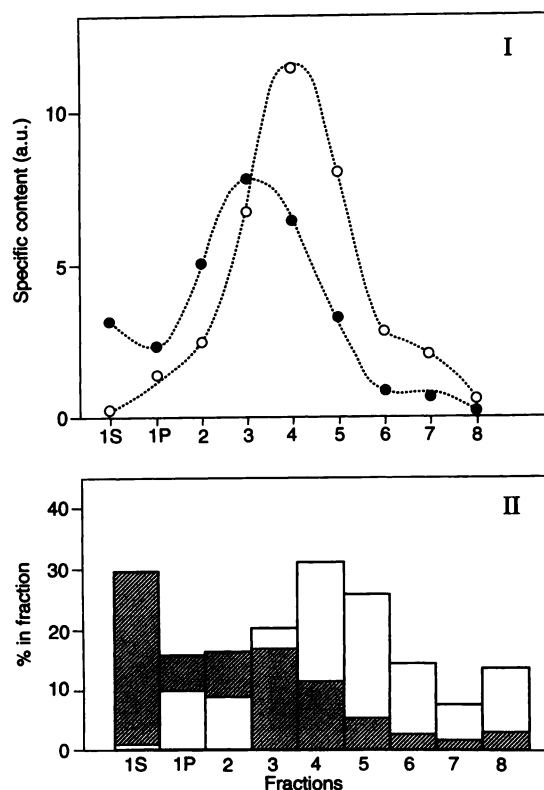 I
Specific content (a.u.)
10
5
0
1S 1P 2 3 4 5 6 7 8
II
% in fraction
40
30
20
10
0
1S 1P 2 3 4 5 6 7 8
Fractions